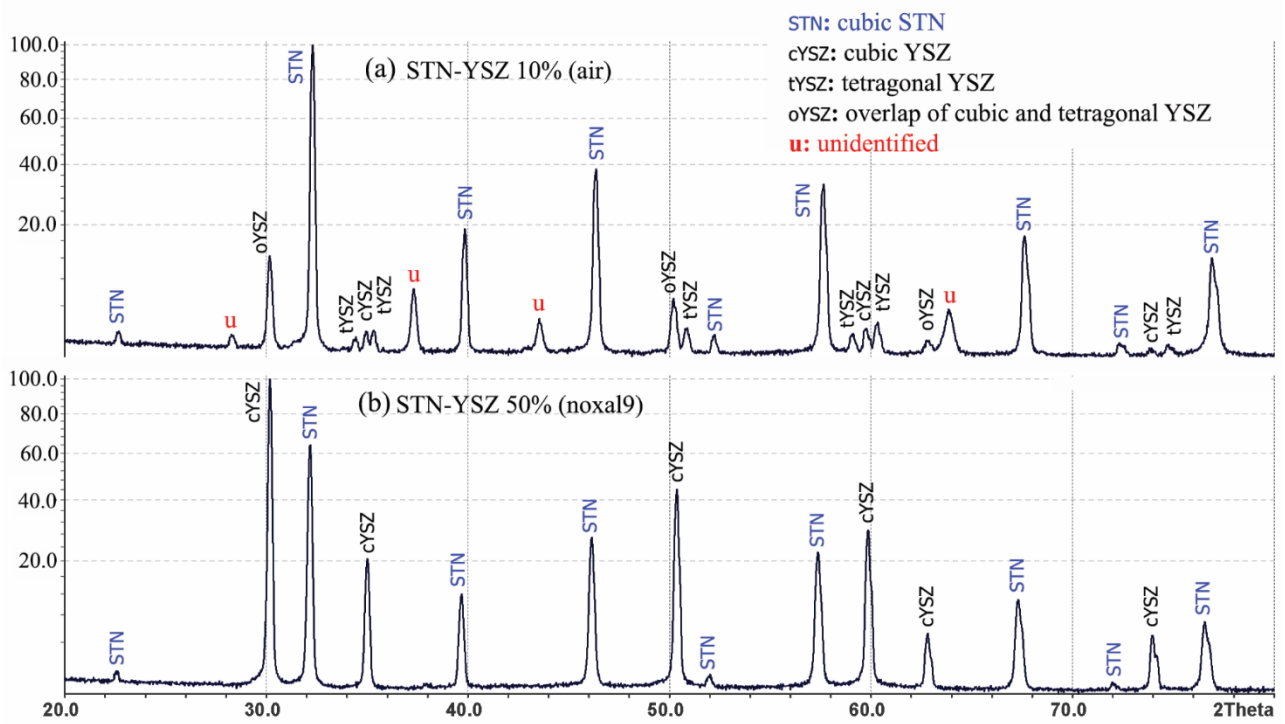 STN: cubic STN
cYSZ: cubic YSZ
tYSZ: tetragonal YSZ
oYSZ: overlap of cubic and tetragonal YSZ
u: unidentified
(a) STN-YSZ 10% (air)
100.0
80.0
60.0
40.0
20.0
STN
u
oYSZ
STN
tYSZ
cYSZ
tYSZ
u
STN
u
STN
oYSZ
tYSZ
STN
STN
tYSZ
cYSZ
tYSZ
oYSZ
u
STN
STN
cYSZ
tYSZ
STN
(b) STN-YSZ 50% (noxal9)
100.0
80.0
60.0
40.0
20.0
STN
cYSZ
STN
cYSZ
STN
STN
cYSZ
STN
STN
cYSZ
cYSZ
STN
STN
cYSZ
STN
20.0 30.0 40.0 50.0 60.0 70.0 2Theta